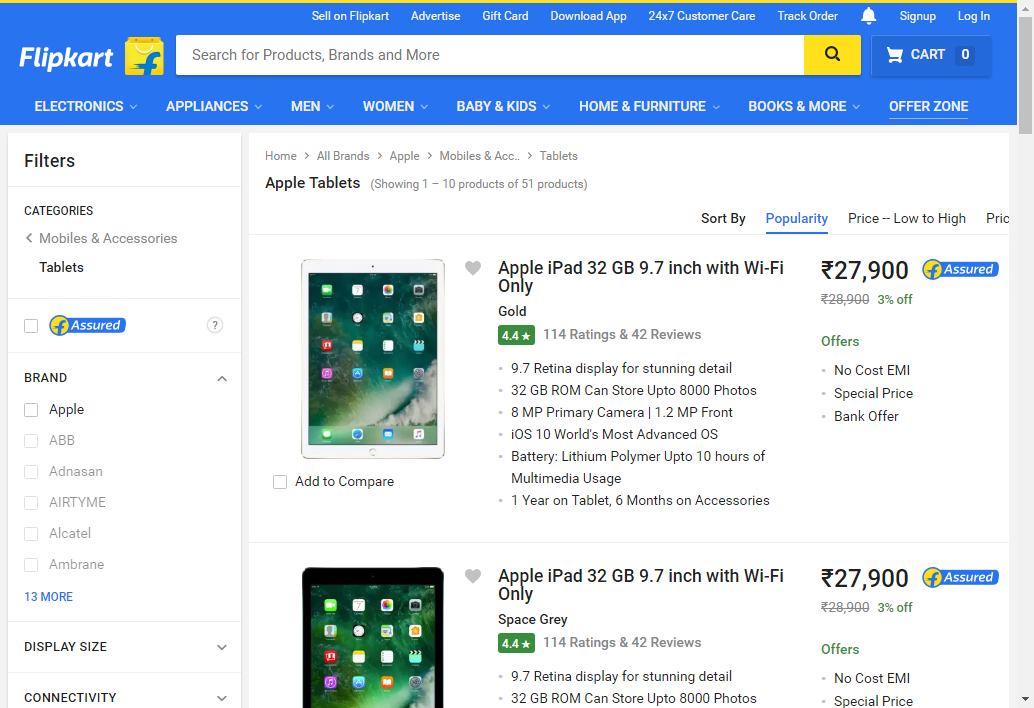 Sell on Flipkart Advertise Gift Card Download App 24x7 Customer Care Track Order Signup Log In
Flipkart Search for Products, Brands and More CART 0
ELECTRONICS APPLIANCES MEN WOMEN BABY & KIDS HOME & FURNITURE BOOKS & MORE OFFER ZONE
Filters
CATEGORIES
Mobiles & Accessories
Tablets
Assured ?
BRAND
Apple
ABB
Adnasan
AIRTYME
Alcatel
Ambrane
13 MORE
DISPLAY SIZE
CONNECTIVITY
Home > All Brands > Apple > Mobiles & Acc.. > Tablets
Apple Tablets (Showing 1 – 10 products of 51 products)
Sort By Popularity Price -- Low to High Pric
Apple iPad 32 GB 9.7 inch with Wi-Fi
Only
Gold
4.4 ★ 114 Ratings & 42 Reviews
9.7 Retina display for stunning detail
32 GB ROM Can Store Upto 8000 Photos
8 MP Primary Camera | 1.2 MP Front
iOS 10 World's Most Advanced OS
Battery: Lithium Polymer Upto 10 hours of
Multimedia Usage
1 Year on Tablet, 6 Months on Accessories
Add to Compare
₹27,900 Assured
₹28,900 3% off
Offers
No Cost EMI
Special Price
Bank Offer
Apple iPad 32 GB 9.7 inch with Wi-Fi
Only
Space Grey
4.4 ★ 114 Ratings & 42 Reviews
9.7 Retina display for stunning detail
32 GB ROM Can Store Upto 8000 Photos
₹27,900 Assured
₹28,900 3% off
Offers
No Cost EMI
Special Price